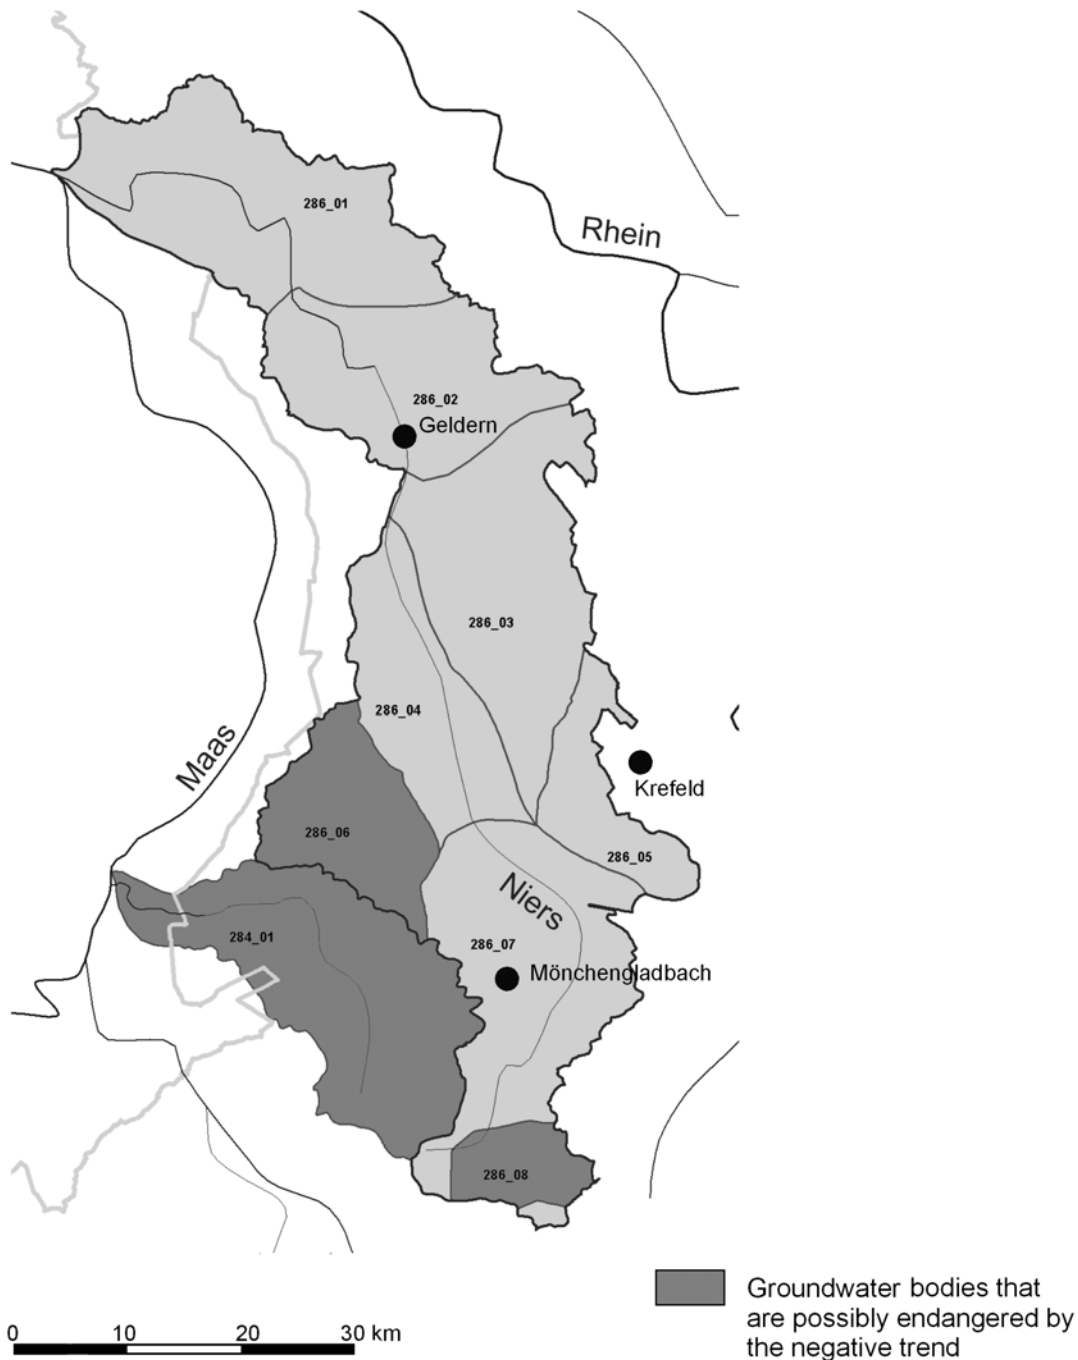 286_01
Rhein
286_02
Geldern
286_03
286_04
Maas
Krefeld
286_06
286_05
Niers
284_01
286_07
Mönchengladbach
286_08
Groundwater bodies that
are possibly endangered by
the negative trend
0 10 20 30 km